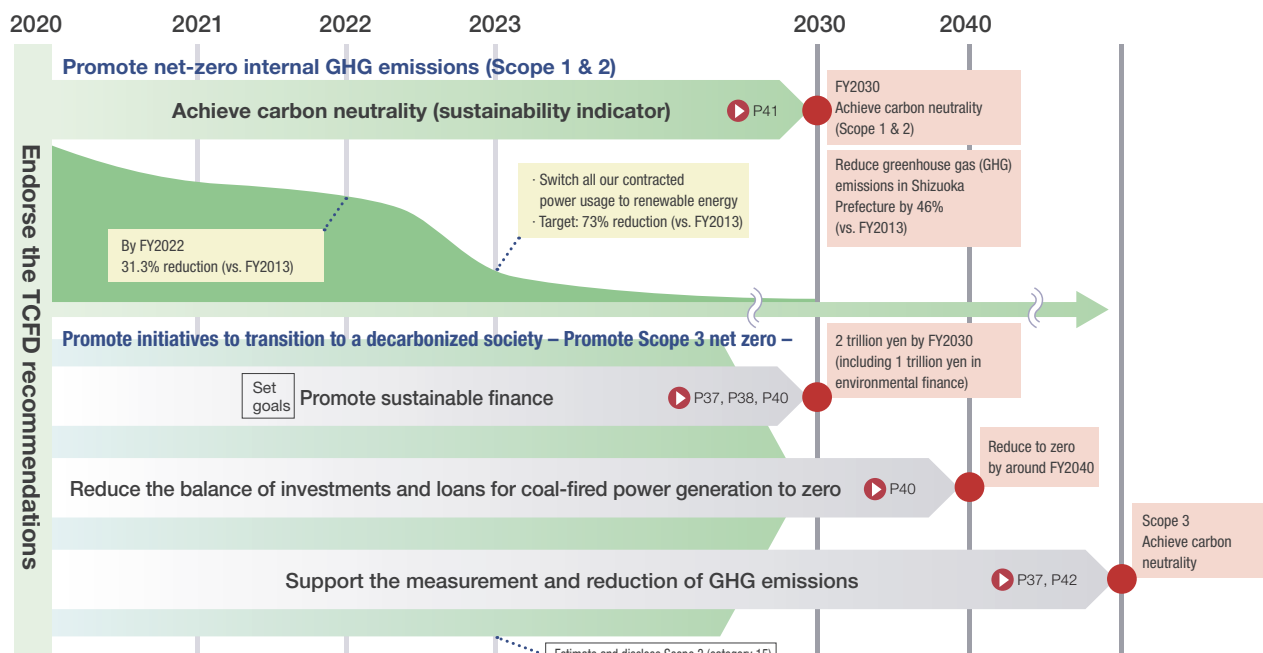 2020 2021 2022 2023 2030 2040
Endorse the TCFD recommendations
Promote net-zero internal GHG emissions (Scope 1 & 2)
Achieve carbon neutrality (sustainability indicator)
P41
FY2030
Achieve carbon neutrality
(Scope 1 & 2)
Reduce greenhouse gas (GHG)
emissions in Shizuoka
Prefecture by 46%
(vs. FY2013)
· Switch all our contracted
power usage to renewable energy
· Target: 73% reduction (vs. FY2013)
By FY2022
31.3% reduction (vs. FY2013)
Promote initiatives to transition to a decarbonized society – Promote Scope 3 net zero –
2 trillion yen by FY2030
(including 1 trillion yen in
environmental finance)
Set
goals
Promote sustainable finance
P37, P38, P40
Reduce to zero
by around FY2040
Reduce the balance of investments and loans for coal-fired power generation to zero
P40
Scope 3
Achieve carbon
neutrality
Support the measurement and reduction of GHG emissions
P37, P42
Estimate and disclose Scope 3 (category 15)